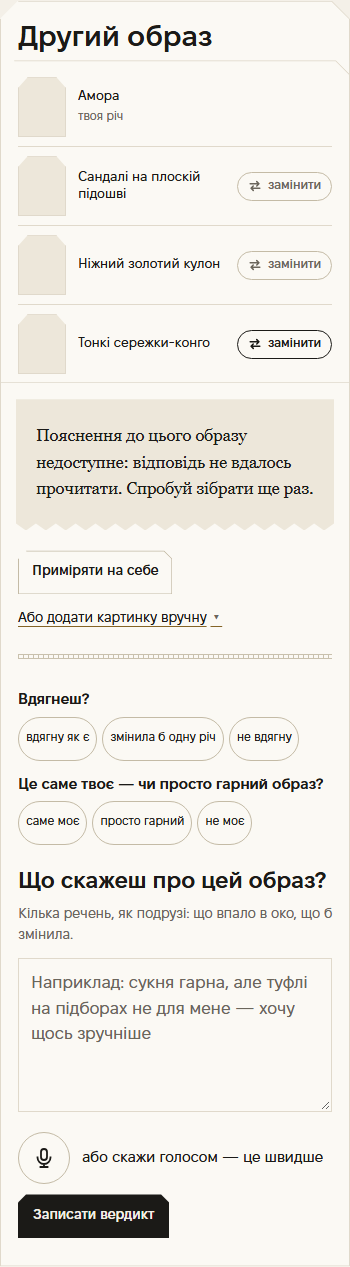 Другий образ
Амора
твоя річ
Сандалі на плоскій
підошві
замінити
Ніжний золотий кулон
замінити
Тонкі сережки-конго
замінити
Пояснення до цього образу
недоступне: відповідь не вдалось
прочитати. Спробуй зібрати ще раз.
Приміряти на себе
Або додати картинку вручну
Вдягнеш?
вдягну як є
змінила б одну річ
не вдягну
Це саме твоє — чи просто гарний образ?
саме моє
просто гарний
не моє
Що скажеш про цей образ?
Кілька речень, як подрузі: що впало в око, що б
змінила.
Наприклад: сукня гарна, але туфлі
на підборах не для мене — хочу
щось зручніше
або скажи голосом — це швидше
Записати вердикт